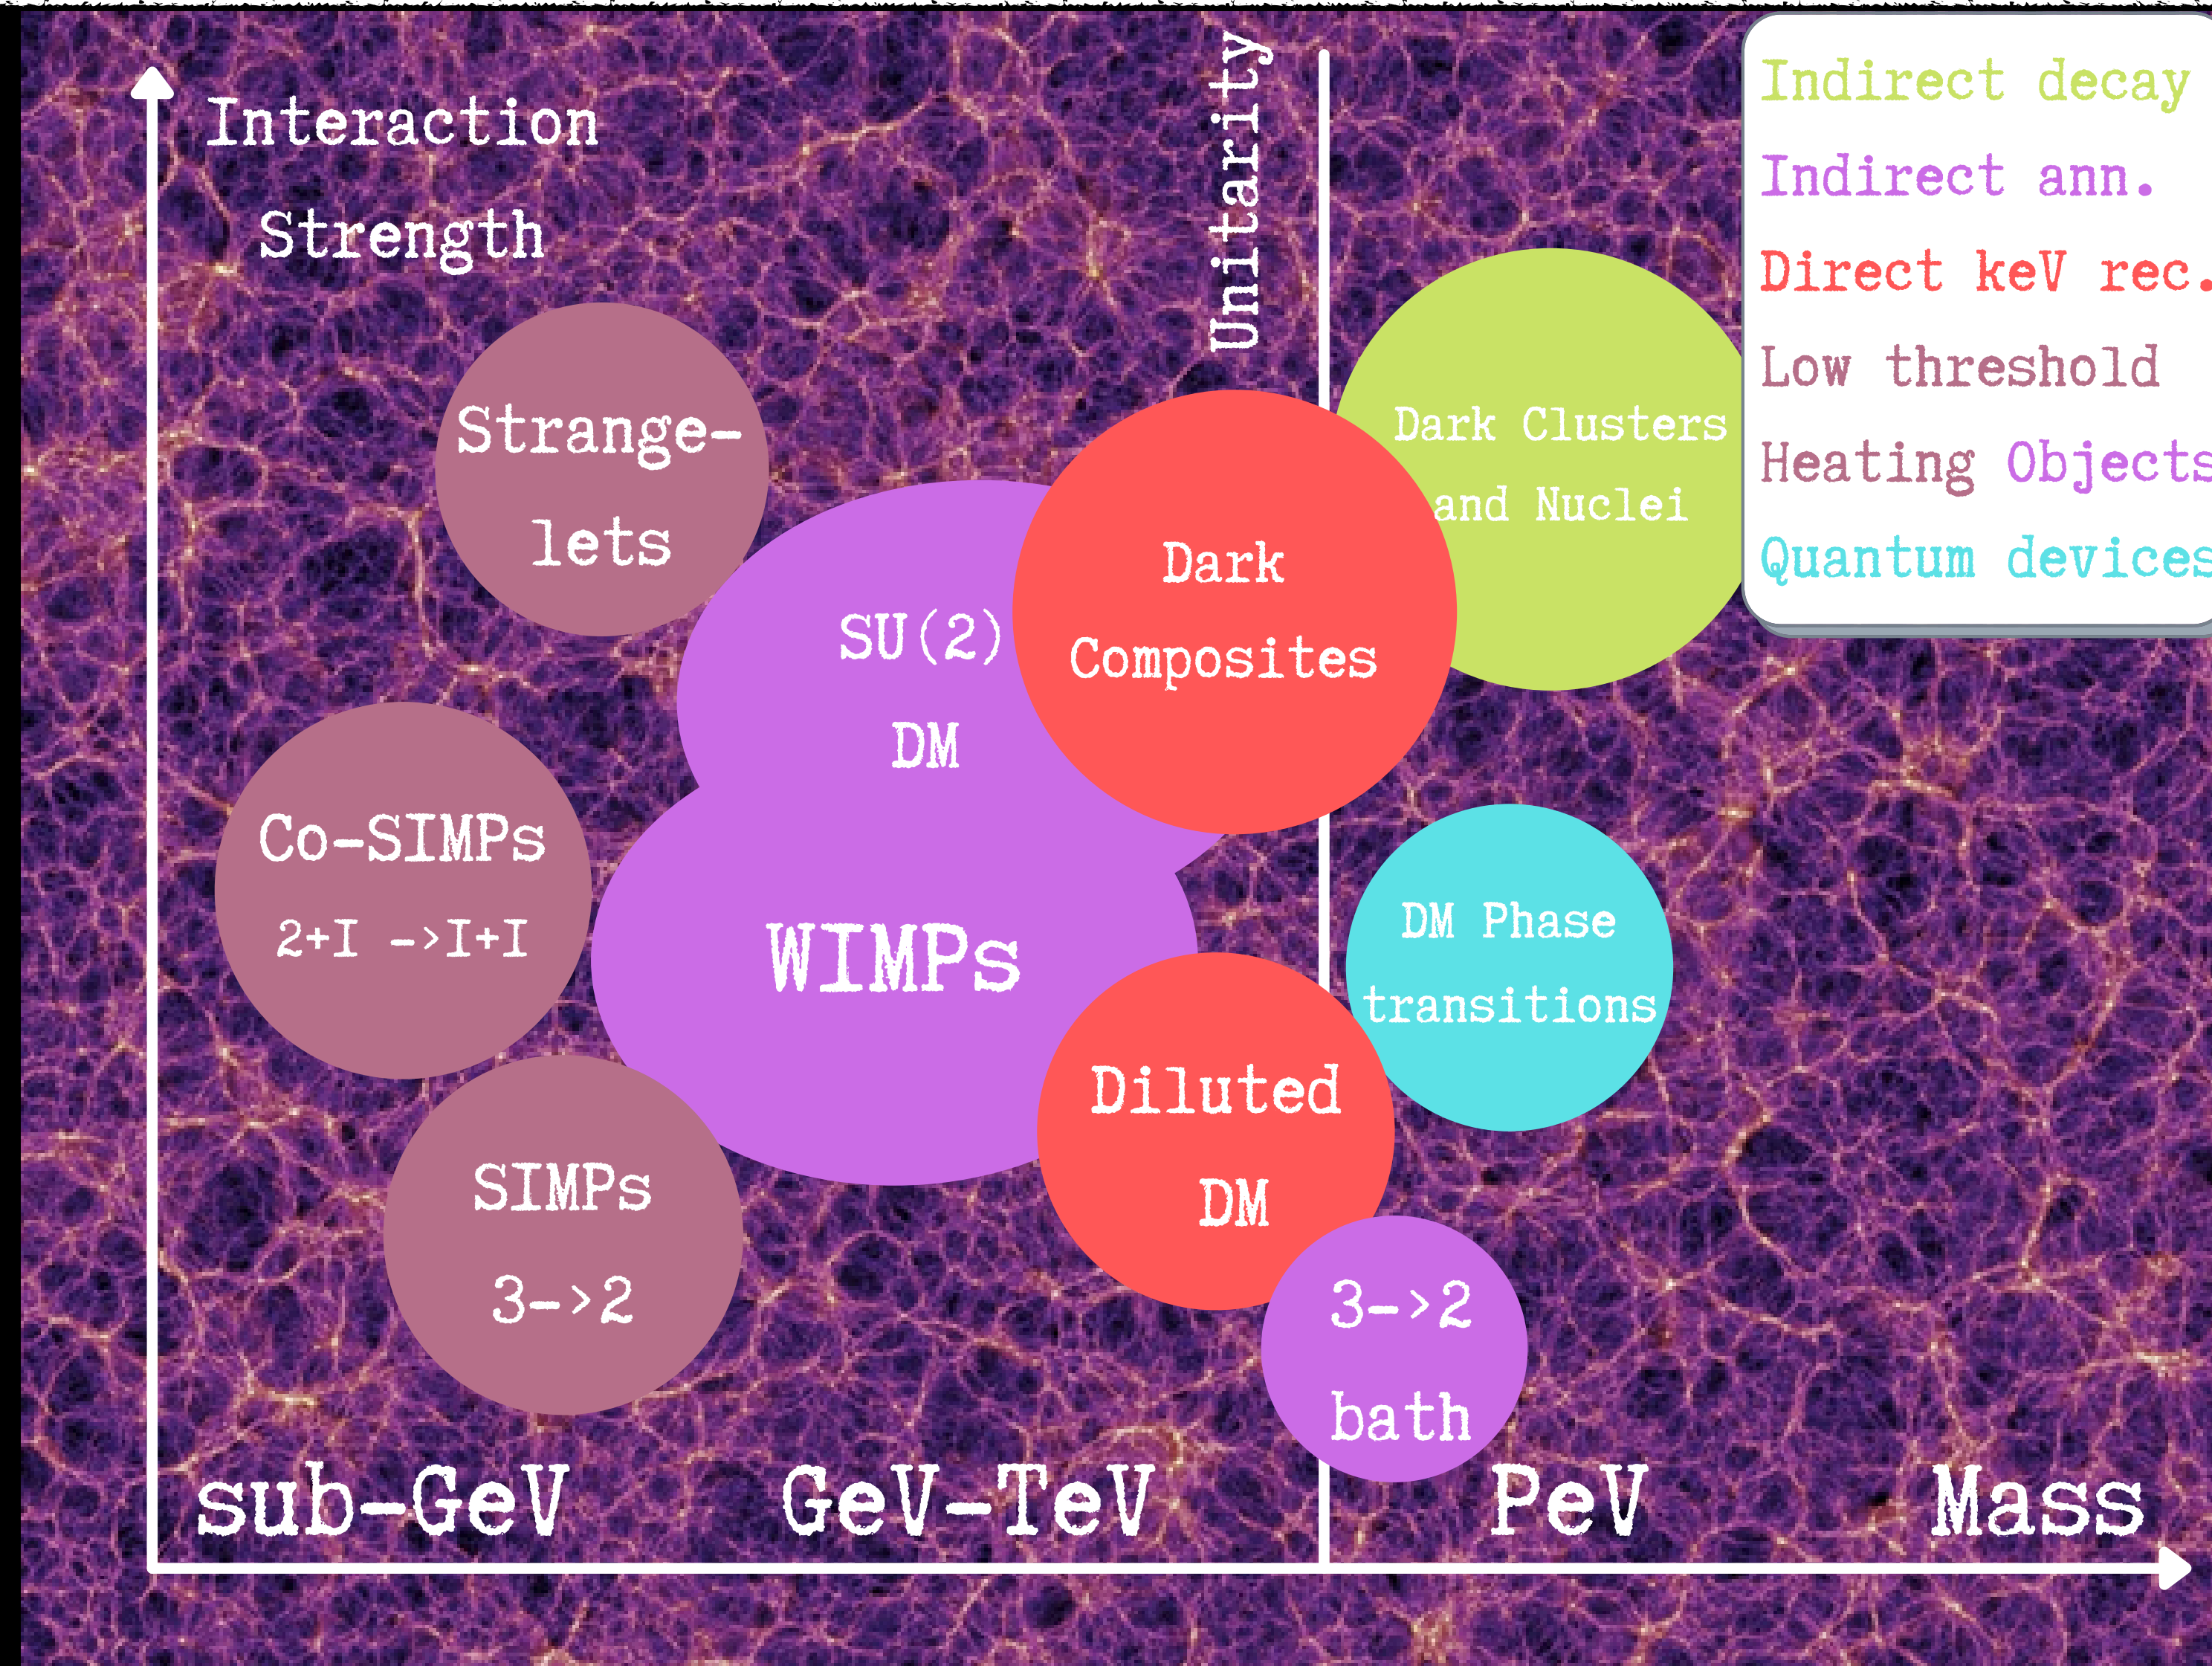 Interaction
Strength
Unitarity
Indirect decay
Indirect ann.
Direct keV rec.
Low threshold
Heating Objects
Quantum devices
Strange-
lets
SU(2)
DM
Dark
Composites
Dark Clusters
and Nuclei
Co-SIMPs
2+I ->I+I
WIMPs
DM Phase
transitions
SIMPs
3->2
Diluted
DM
3->2
bath
sub-GeV
GeV-TeV
PeV
Mass